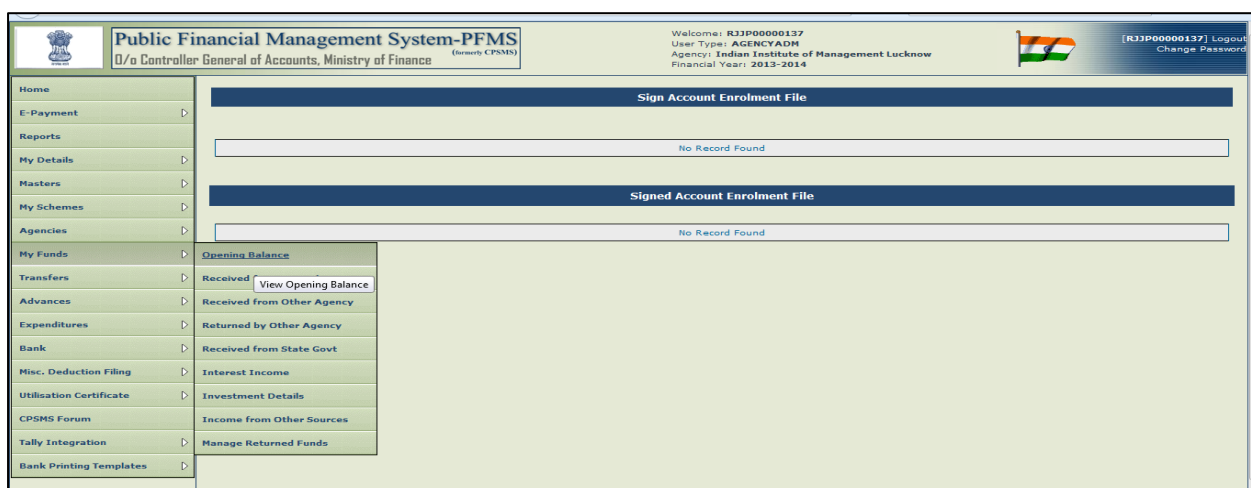 Public Financial Management System-PFMS
(formerly CPSMS)
O/o Controller General of Accounts, Ministry of Finance
Welcome: RJJP00000137
User Type: AGENCYADM
Agency: Indian Institute of Management Lucknow
Financial Year: 2013-2014
[RJJP00000137] Logout
Change Password
Home
E-Payment
Reports
My Details
Masters
My Schemes
Agencies
My Funds
Transfers
Advances
Expenditures
Bank
Misc. Deduction Filing
Utilisation Certificate
CPSMS Forum
Tally Integration
Bank Printing Templates
Opening Balance
Received
View Opening Balance
Received from Other Agency
Returned by Other Agency
Received from State Govt
Interest Income
Investment Details
Income from Other Sources
Manage Returned Funds
Sign Account Enrolment File
No Record Found
Signed Account Enrolment File
No Record Found